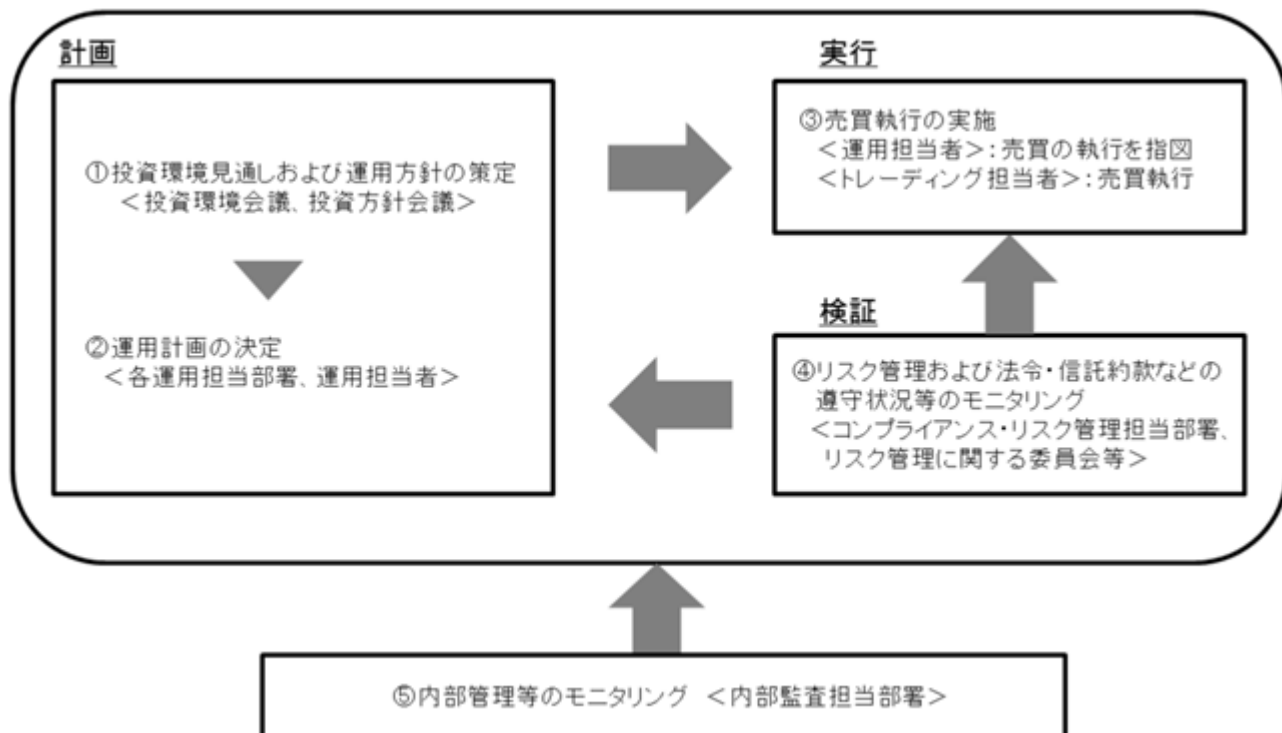 計画
①投資環境見通しおよび運用方針の策定
<投資環境会議、投資方針会議>
②運用計画の決定
<各運用担当部署、運用担当者>
実行
③売買執行の実施
<運用担当者>:売買の執行を指図
<トレーディング担当者>:売買執行
検証
④リスク管理および法令・信託約款などの
遵守状況等のモニタリング
<コンプライアンス・リスク管理担当部署、
リスク管理に関する委員会等>
⑤内部管理等のモニタリング <内部監査担当部署>